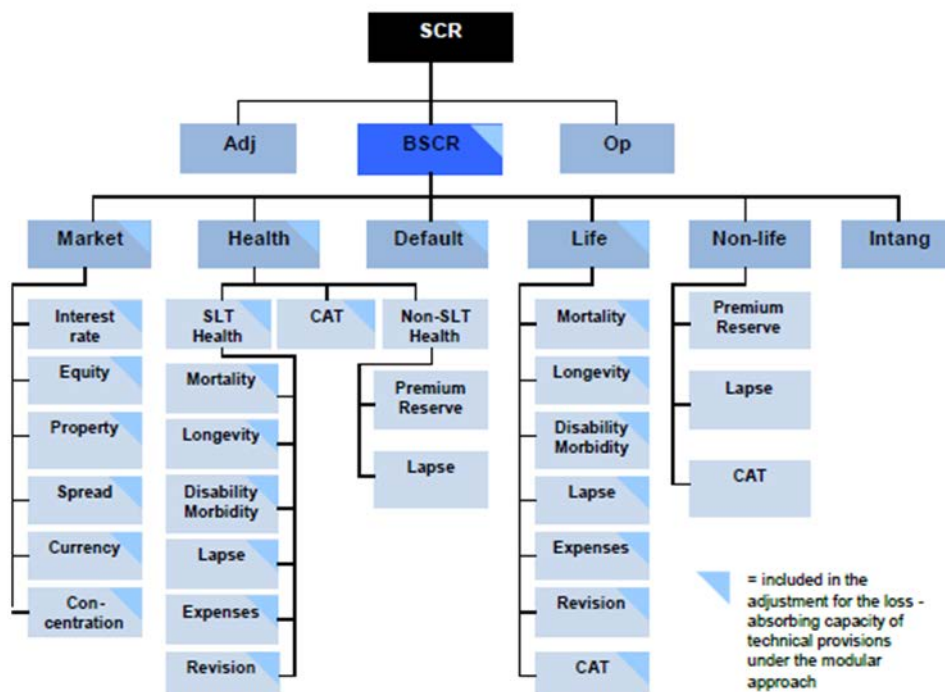 SCR
Adj
BSCR
Op
Market
Health
Default
Life
Non-life
Intang
Interest
rate
Equity
Property
Spread
Currency
Con-
centration
SLT
Health
CAT
Non-SLT
Health
Mortality
Longevity
Disability
Morbidity
Lapse
Expenses
Revision
Premium
Reserve
Lapse
Mortality
Longevity
Disability
Morbidity
Lapse
Expenses
Revision
CAT
Premium
Reserve
Lapse
CAT
= included in the
adjustment for the loss -
absorbing capacity of
technical provisions
under the modular
approach